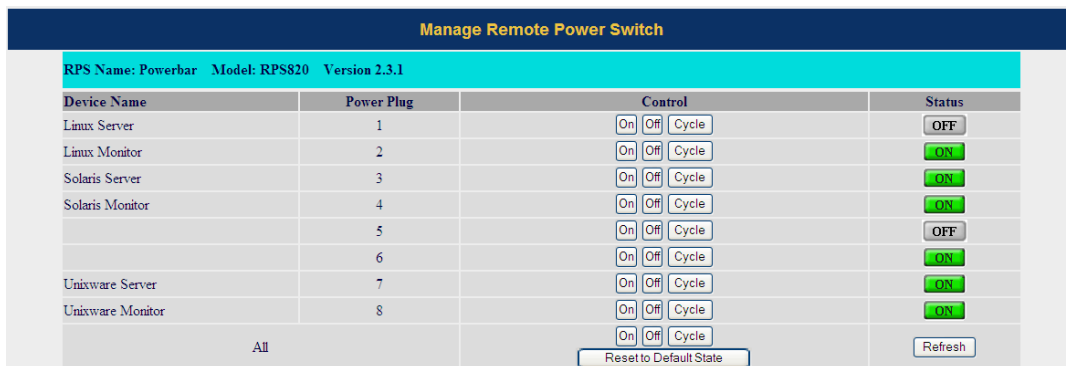 Manage Remote Power Switch
RPS Name: Powerbar Model: RPS820 Version 2.3.1
Device Name Power Plug Control Status
Linux Server 1 On Off Cycle OFF
Linux Monitor 2 On Off Cycle ON
Solaris Server 3 On Off Cycle ON
Solaris Monitor 4 On Off Cycle ON
5 On Off Cycle OFF
6 On Off Cycle ON
Unixware Server 7 On Off Cycle ON
Unixware Monitor 8 On Off Cycle ON
All On Off Cycle Refresh
Reset to Default State